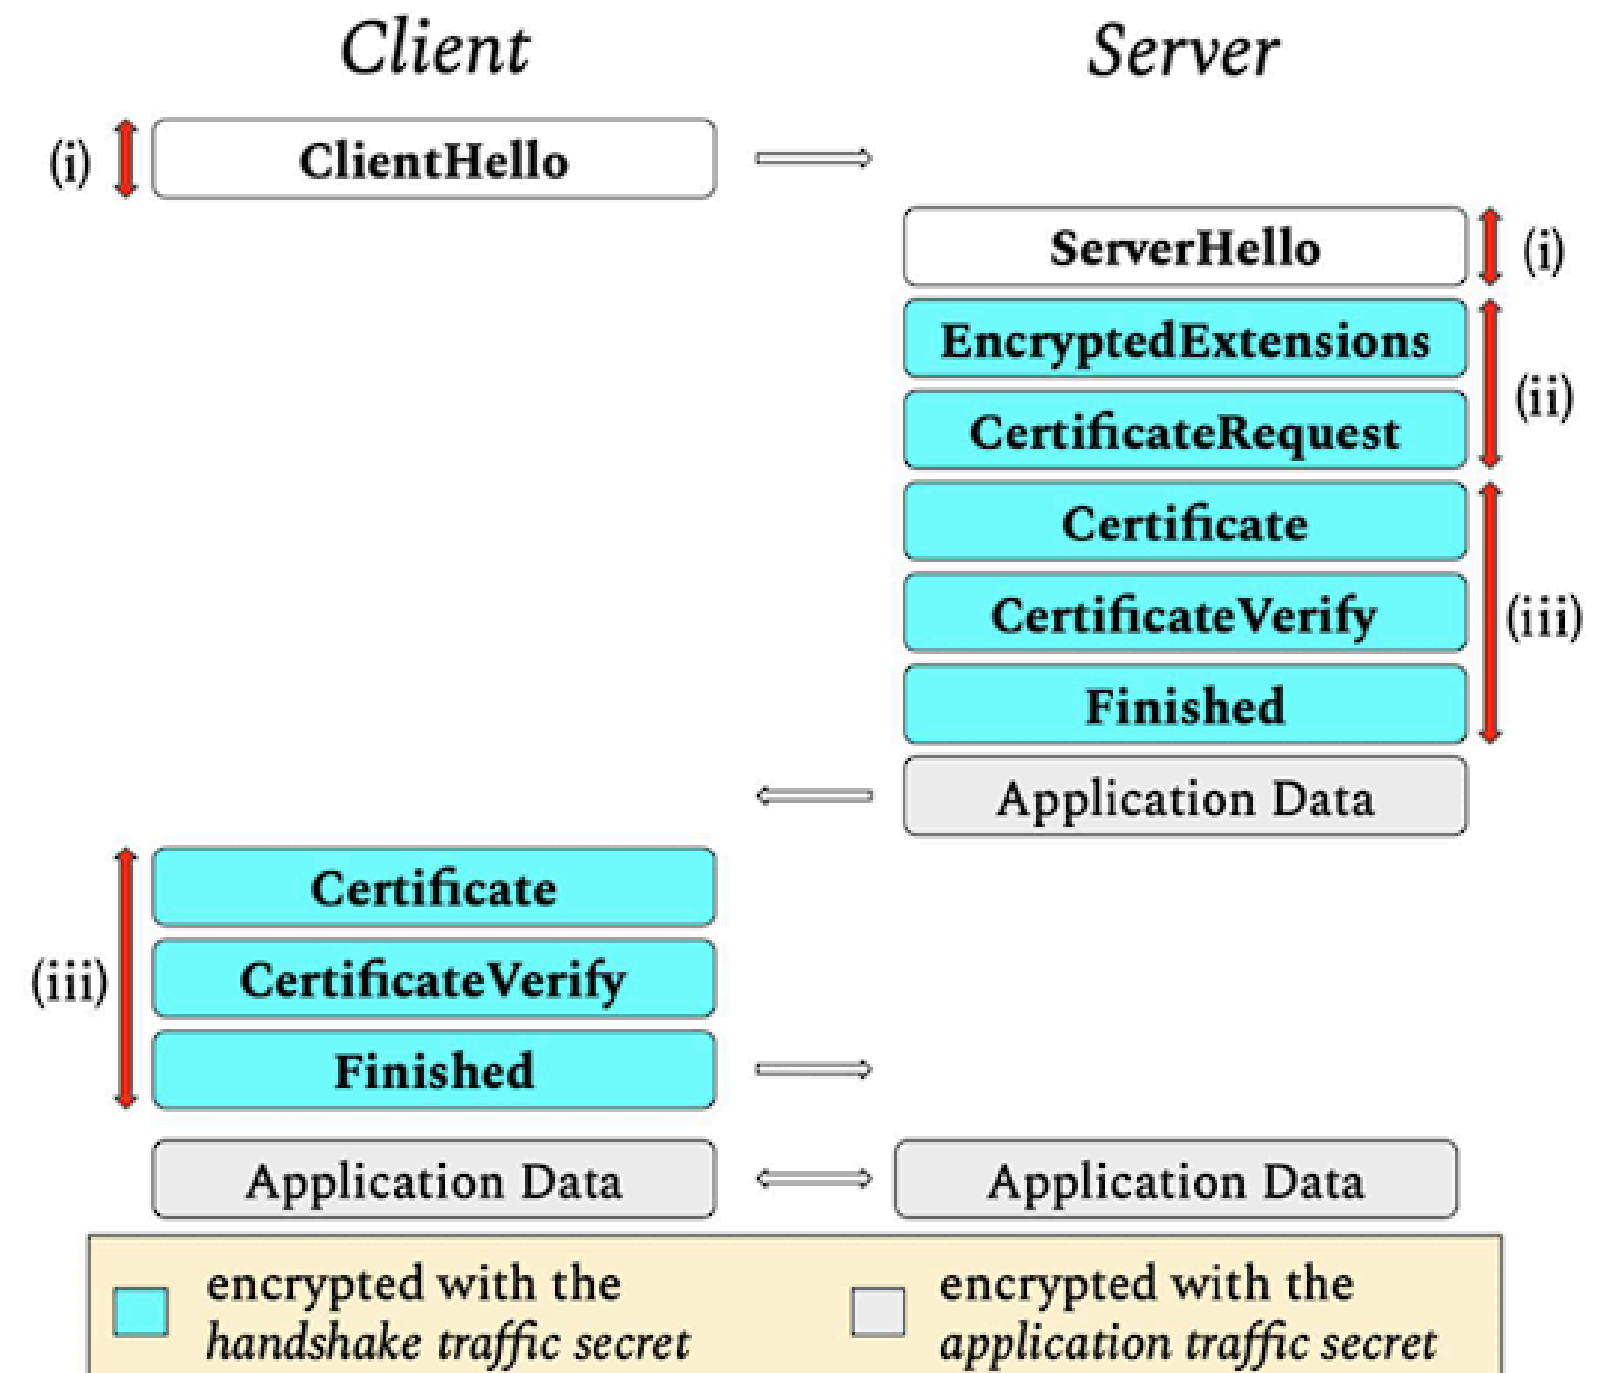 Client
Server
(i)
ClientHello
ServerHello
(i)
EncryptedExtensions
(ii)
CertificateRequest
Certificate
CertificateVerify
(iii)
Finished
Application Data
Certificate
(iii)
CertificateVerify
Finished
Application Data
Application Data
encrypted with the
handshake traffic secret
encrypted with the
application traffic secret